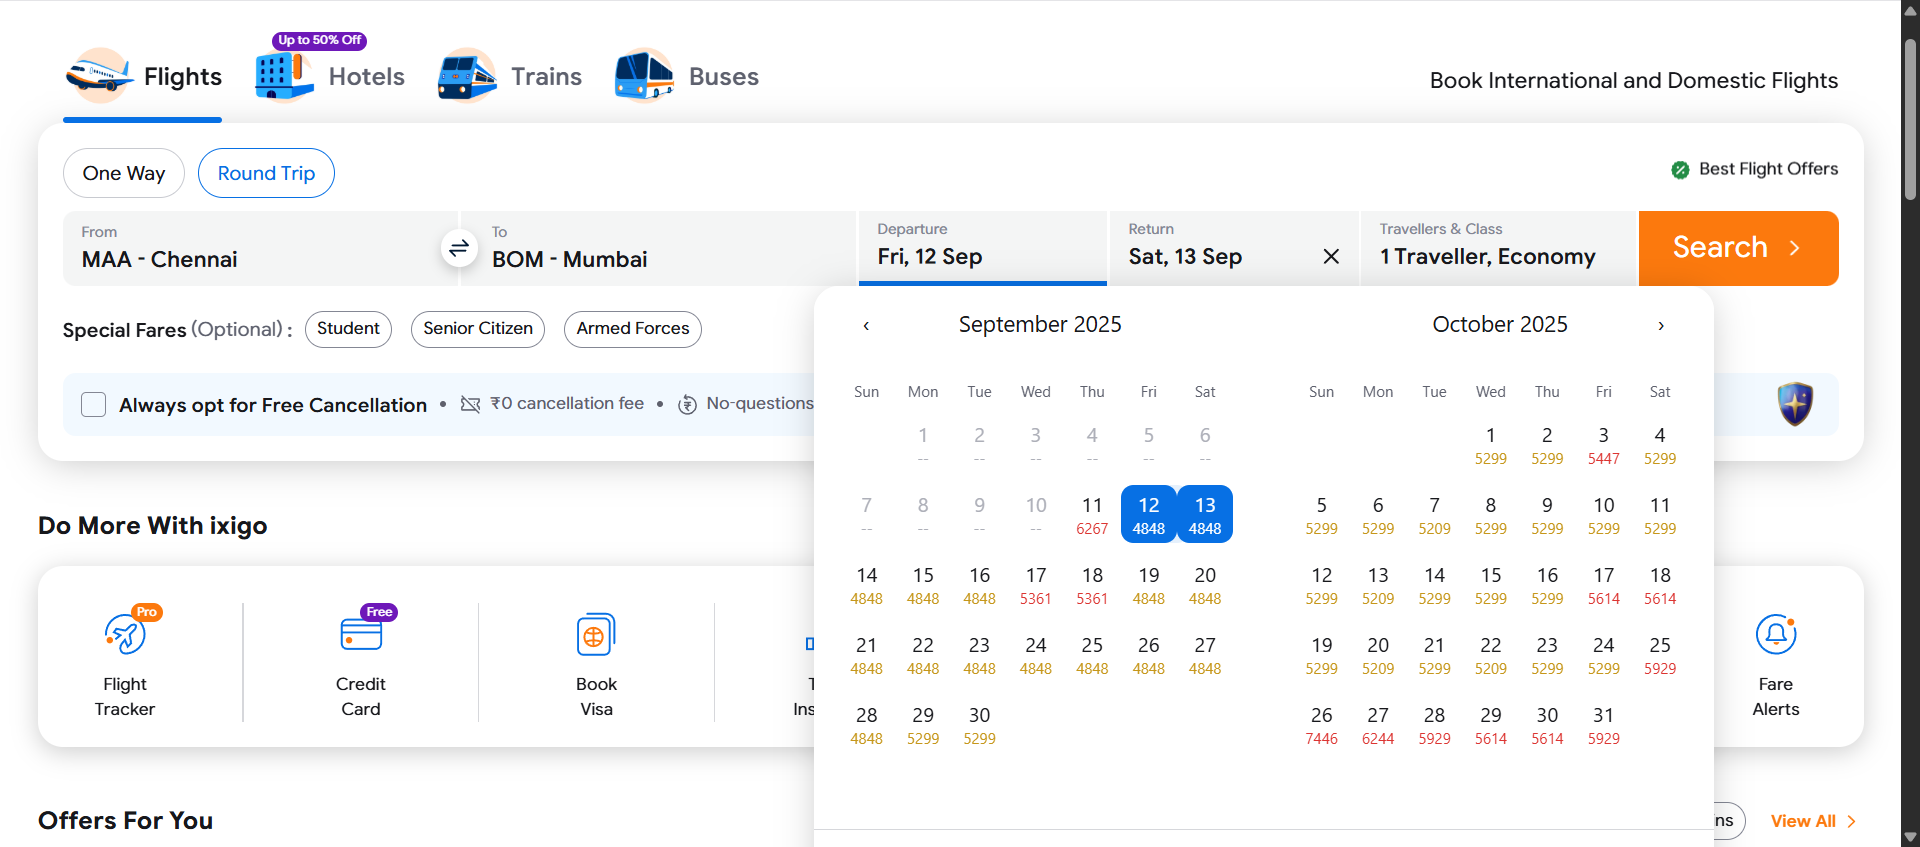 Up to 50% Off
Flights
Hotels
Trains
Buses
Book International and Domestic Flights
One Way
Round Trip
Best Flight Offers
From
MAA - Chennai
To
BOM - Mumbai
Departure
Fri, 12 Sep
Return
Sat, 13 Sep
Travellers & Class
1 Traveller, Economy
Search
Special Fares (Optional) :
Student
Senior Citizen
Armed Forces
Always opt for Free Cancellation • ₹0 cancellation fee • No-questions
September 2025
Sun Mon Tue Wed Thu Fri Sat
1 2 3 4 5 6
-- -- -- -- -- --
7 8 9 10 11 12 13
-- -- -- -- 6267 4848 4848
14 15 16 17 18 19 20
4848 4848 4848 5361 5361 4848 4848
21 22 23 24 25 26 27
4848 4848 4848 4848 4848 4848 4848
28 29 30
4848 5299 5299
October 2025
Sun Mon Tue Wed Thu Fri Sat
1 2 3 4
5299 5299 5447 5299
5 6 7 8 9 10 11
5299 5299 5209 5299 5299 5299 5299
12 13 14 15 16 17 18
5299 5209 5299 5299 5299 5614 5614
19 20 21 22 23 24 25
5299 5209 5299 5209 5299 5299 5929
26 27 28 29 30 31
7446 6244 5929 5614 5614 5929
Do More With ixigo
Pro
Flight
Tracker
Free
Credit
Card
Book
Visa
T
Ins
Fare
Alerts
Offers For You
ns
View All